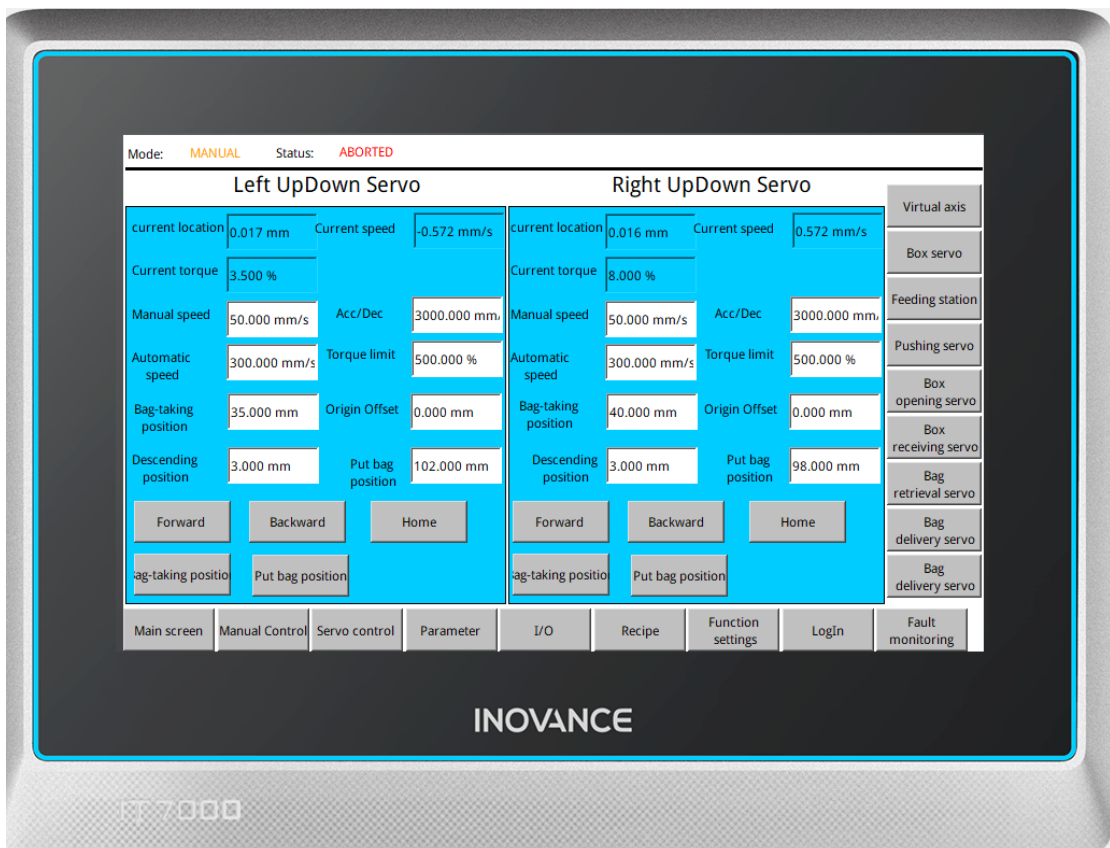 Mode: MANUAL Status: ABORTED
Left UpDown Servo
current location 0.017 mm Current speed -0.572 mm/s
Current torque 3.500 %
Manual speed 50.000 mm/s Acc/Dec 3000.000 mm/
Automatic
speed 300.000 mm/s Torque limit 500.000 %
Bag-taking
position 35.000 mm Origin Offset 0.000 mm
Descending
position 3.000 mm Put bag
position 102.000 mm
Forward Backward Home
ag-taking positio Put bag position
Right UpDown Servo
current location 0.016 mm Current speed 0.572 mm/s
Current torque 8.000 %
Manual speed 50.000 mm/s Acc/Dec 3000.000 mm/
Automatic
speed 300.000 mm/s Torque limit 500.000 %
Bag-taking
position 40.000 mm Origin Offset 0.000 mm
Descending
position 3.000 mm Put bag
position 98.000 mm
Forward Backward Home
ag-taking positio Put bag position
Virtual axis
Box servo
Feeding station
Pushing servo
Box
opening servo
Box
receiving servo
Bag
retrieval servo
Bag
delivery servo
Bag
delivery servo
Main screen Manual Control Servo control Parameter I/O Recipe Function
settings LogIn Fault
monitoring
INOVANCE
IT7000